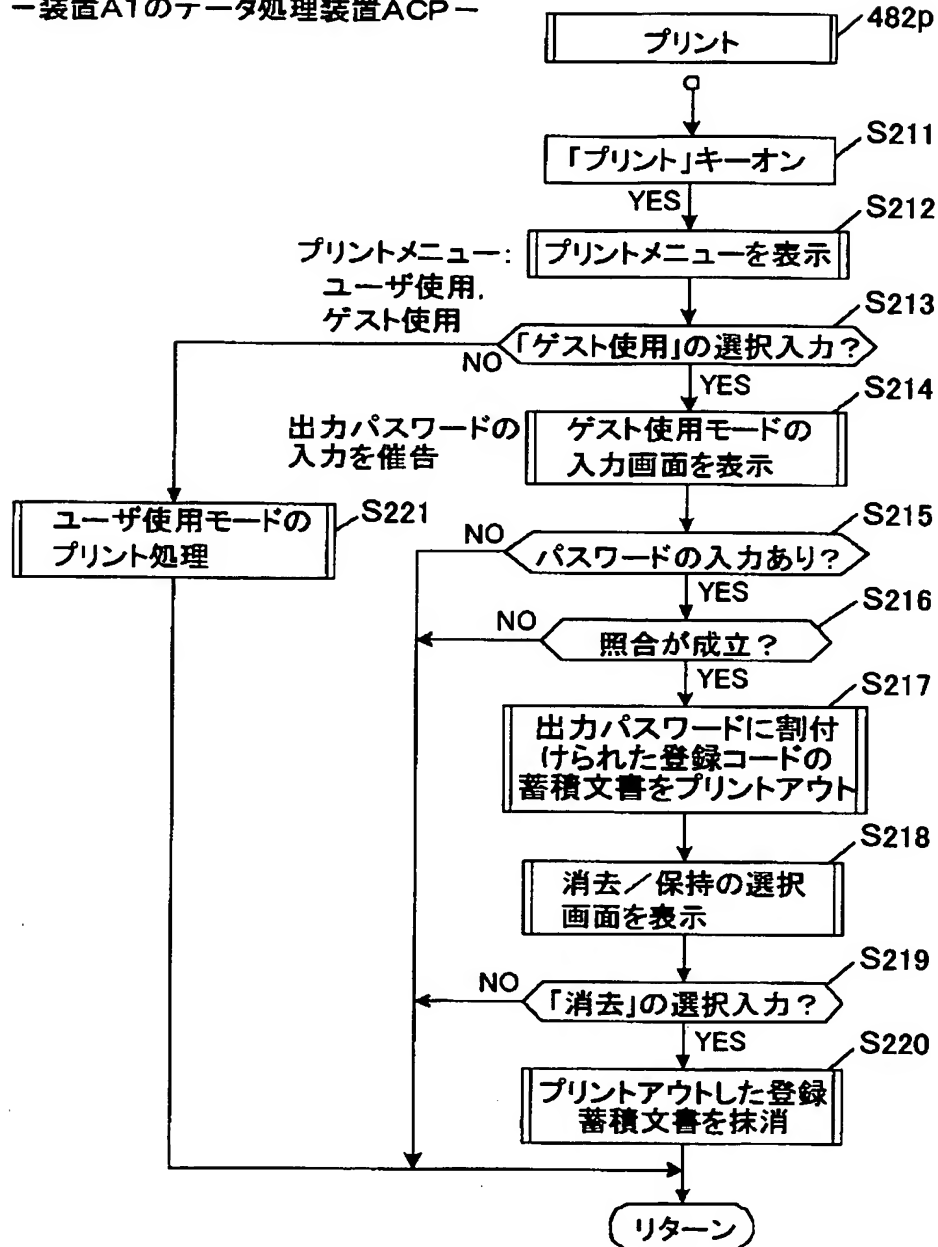 －装置A1のデータ処理装置ACP－
プリント
482p
「プリント」キーオン
S211
YES
プリントメニュー:
ユーザ使用,
ゲスト使用
プリントメニューを表示
S212
「ゲスト使用」の選択入力?
S213
NO
YES
出力パスワードの
入力を催告
ゲスト使用モードの
入力画面を表示
S214
ユーザ使用モードの
プリント処理
S221
パスワードの入力あり?
S215
NO
YES
照合が成立?
S216
NO
YES
出力パスワードに割付
けられた登録コードの
蓄積文書をプリントアウト
S217
消去/保持の選択
画面を表示
S218
「消去」の選択入力?
S219
NO
YES
プリントアウトした登録
蓄積文書を抹消
S220
リターン